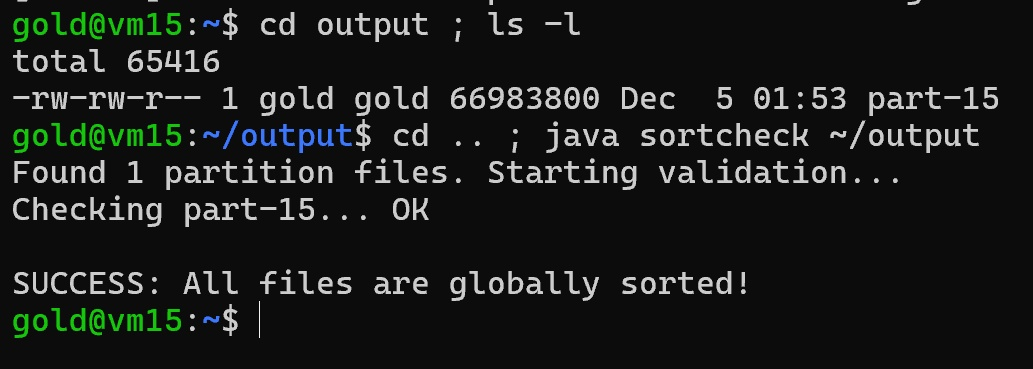 gold@vm15:~$ cd output ; ls -l
total 65416
-rw-rw-r-- 1 gold gold 66983800 Dec  5 01:53 part-15
gold@vm15:~/output$ cd .. ; java sortcheck ~/output
Found 1 partition files. Starting validation...
Checking part-15... OK

SUCCESS: All files are globally sorted!
gold@vm15:~$